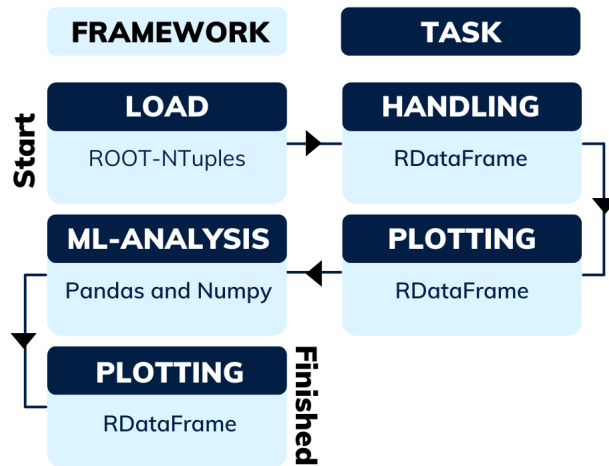 FRAMEWORK
TASK
Start
LOAD
ROOT-NTuples
HANDLING
RDataFrame
PLOTTING
RDataFrame
ML-ANALYSIS
Pandas and Numpy
PLOTTING
RDataFrame
Finished